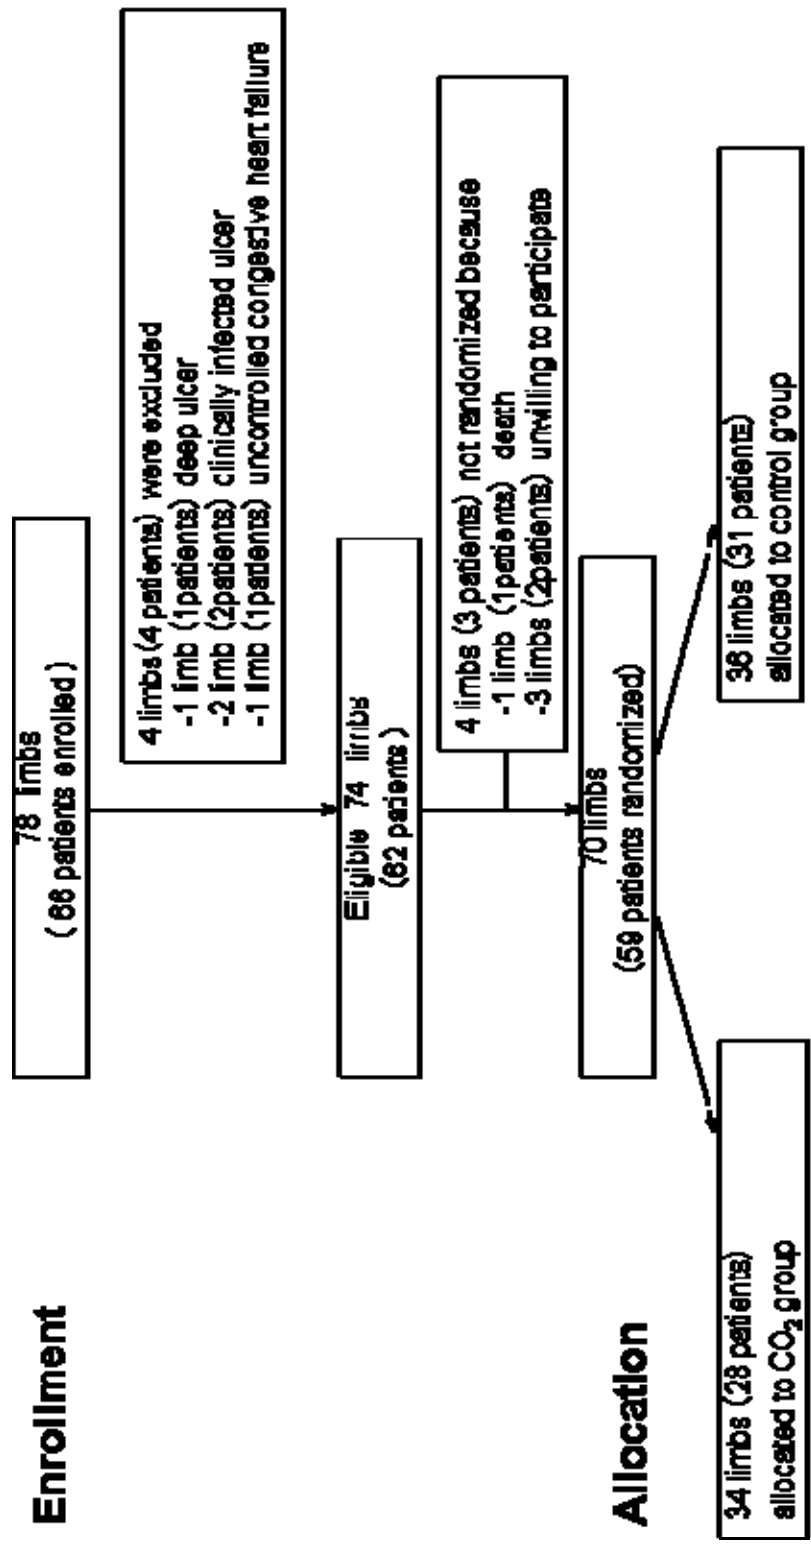 Enrollment
78 limbs
(66 patients enrolled)
4 limbs (4 patients) were excluded
-1 limb (1patients) deep ulcer
-2 limb (2patients) clinically infected ulcer
-1 limb (1patients) uncontrolled congestive heart failure
Eligible 74 limbs
(62 patients)
4 limbs (3 patients) not randomized because
-1 limb (1patients) death
-3 limbs (2patients) unwilling to participate
Allocation
70 limbs
(59 patients randomized)
34 limbs (28 patients)
allocated to CO₂ group
36 limbs (31 patients)
allocated to control group